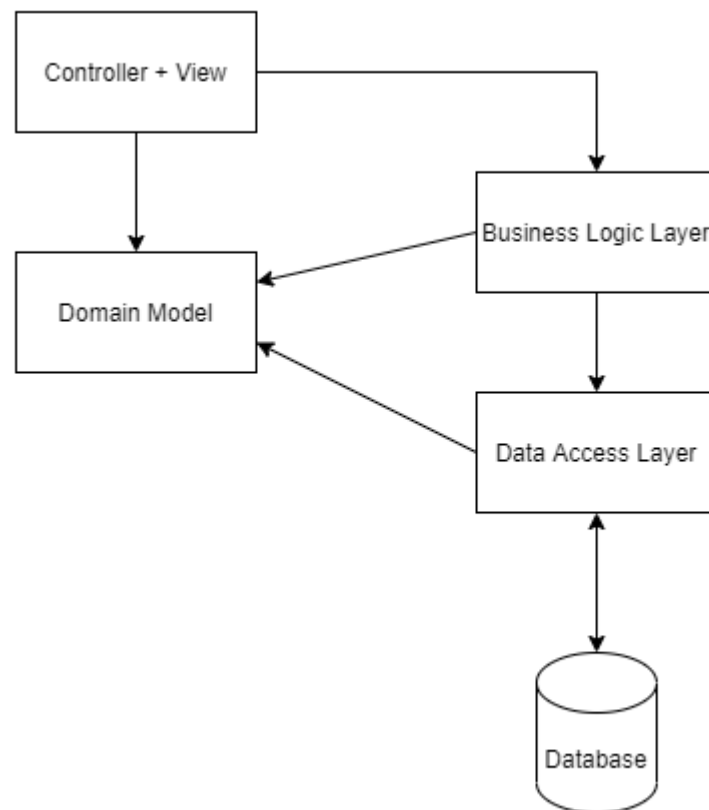 Controller + View
Business Logic Layer
Domain Model
Data Access Layer
Database